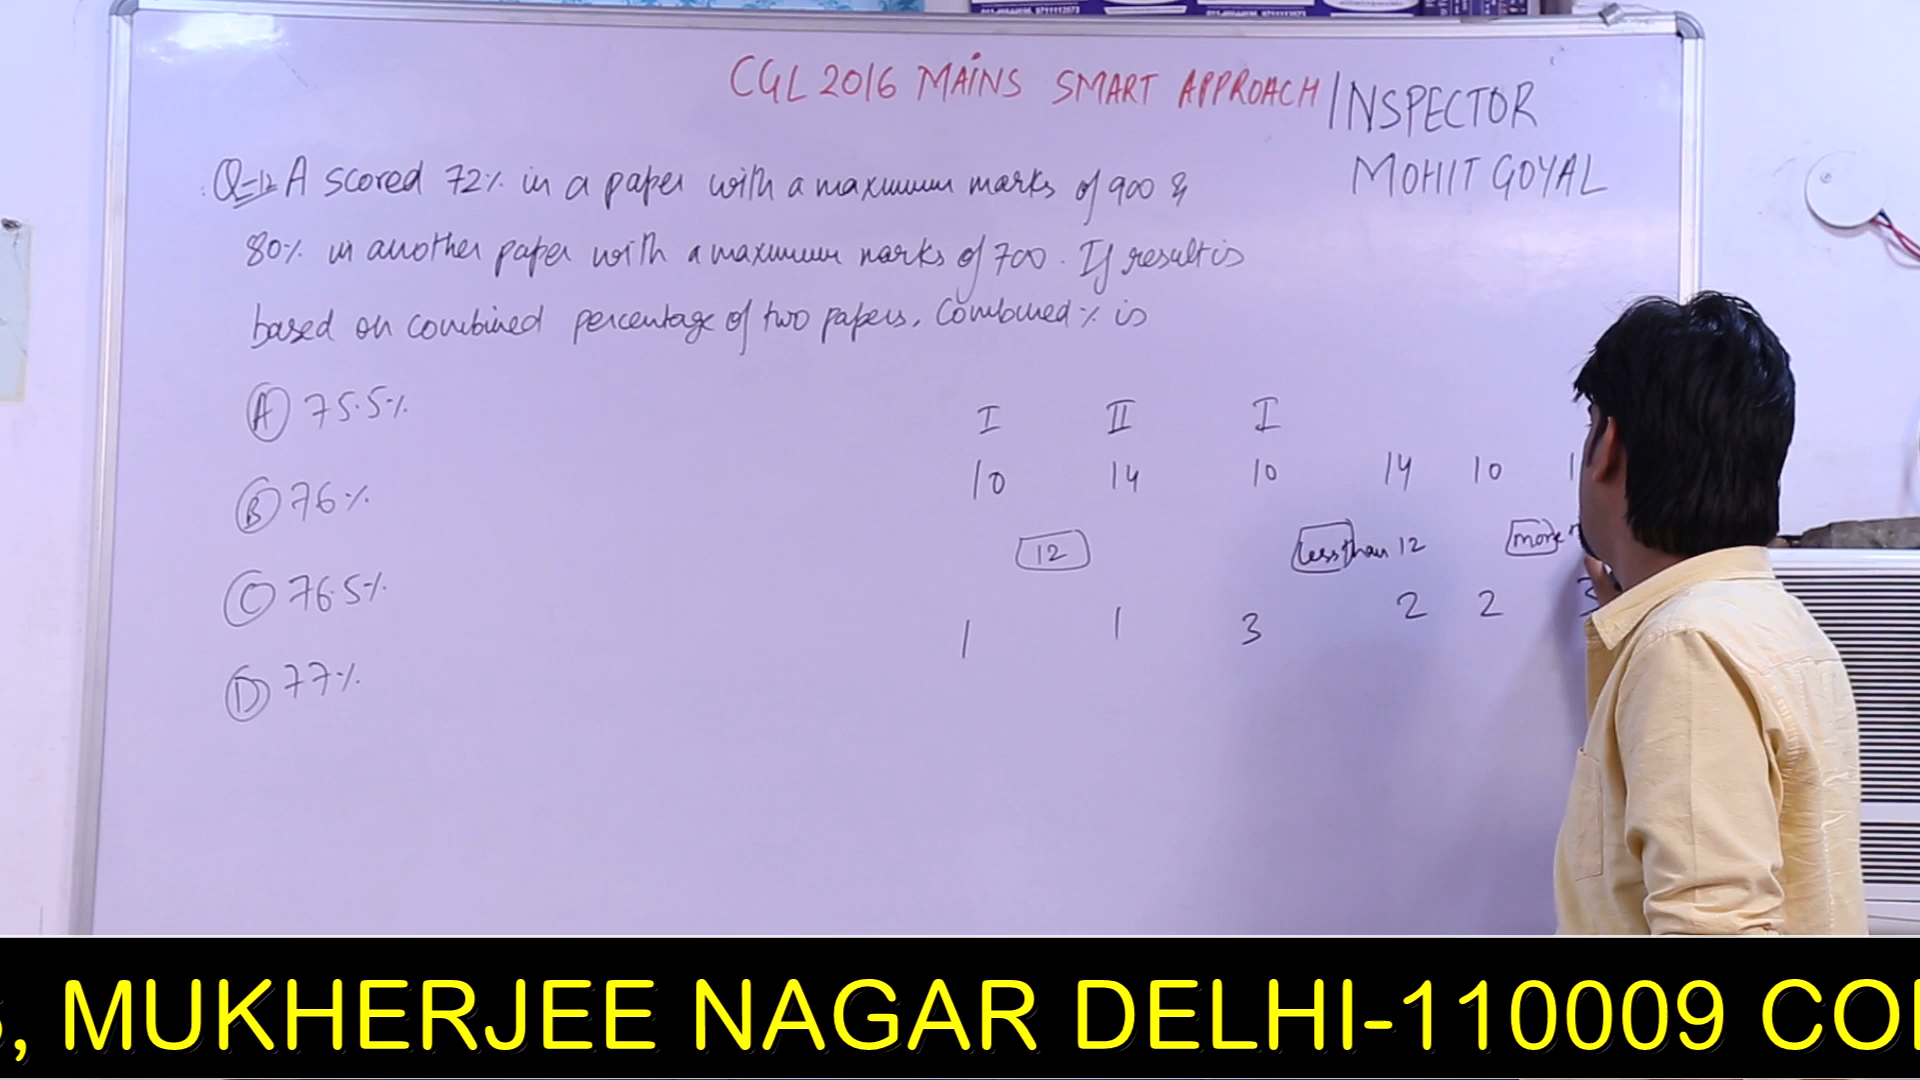 CGL 2016 MAINS SMART APPROACH / INSPECTOR
MOHIT GOYAL
Q=12 A scored 72% in a paper with a maximum marks of 900 &
80% in another paper with a maximum marks of 700. If result is
based on combined percentage of two papers. Combined % is
(A) 75.5%
(B) 76%
(C) 76.5%
(D) 77%
I II I
10 14 10 14 10 1
12 less than 12 more
1 1 3 2 2 3
, MUKHERJEE NAGAR DELHI-110009